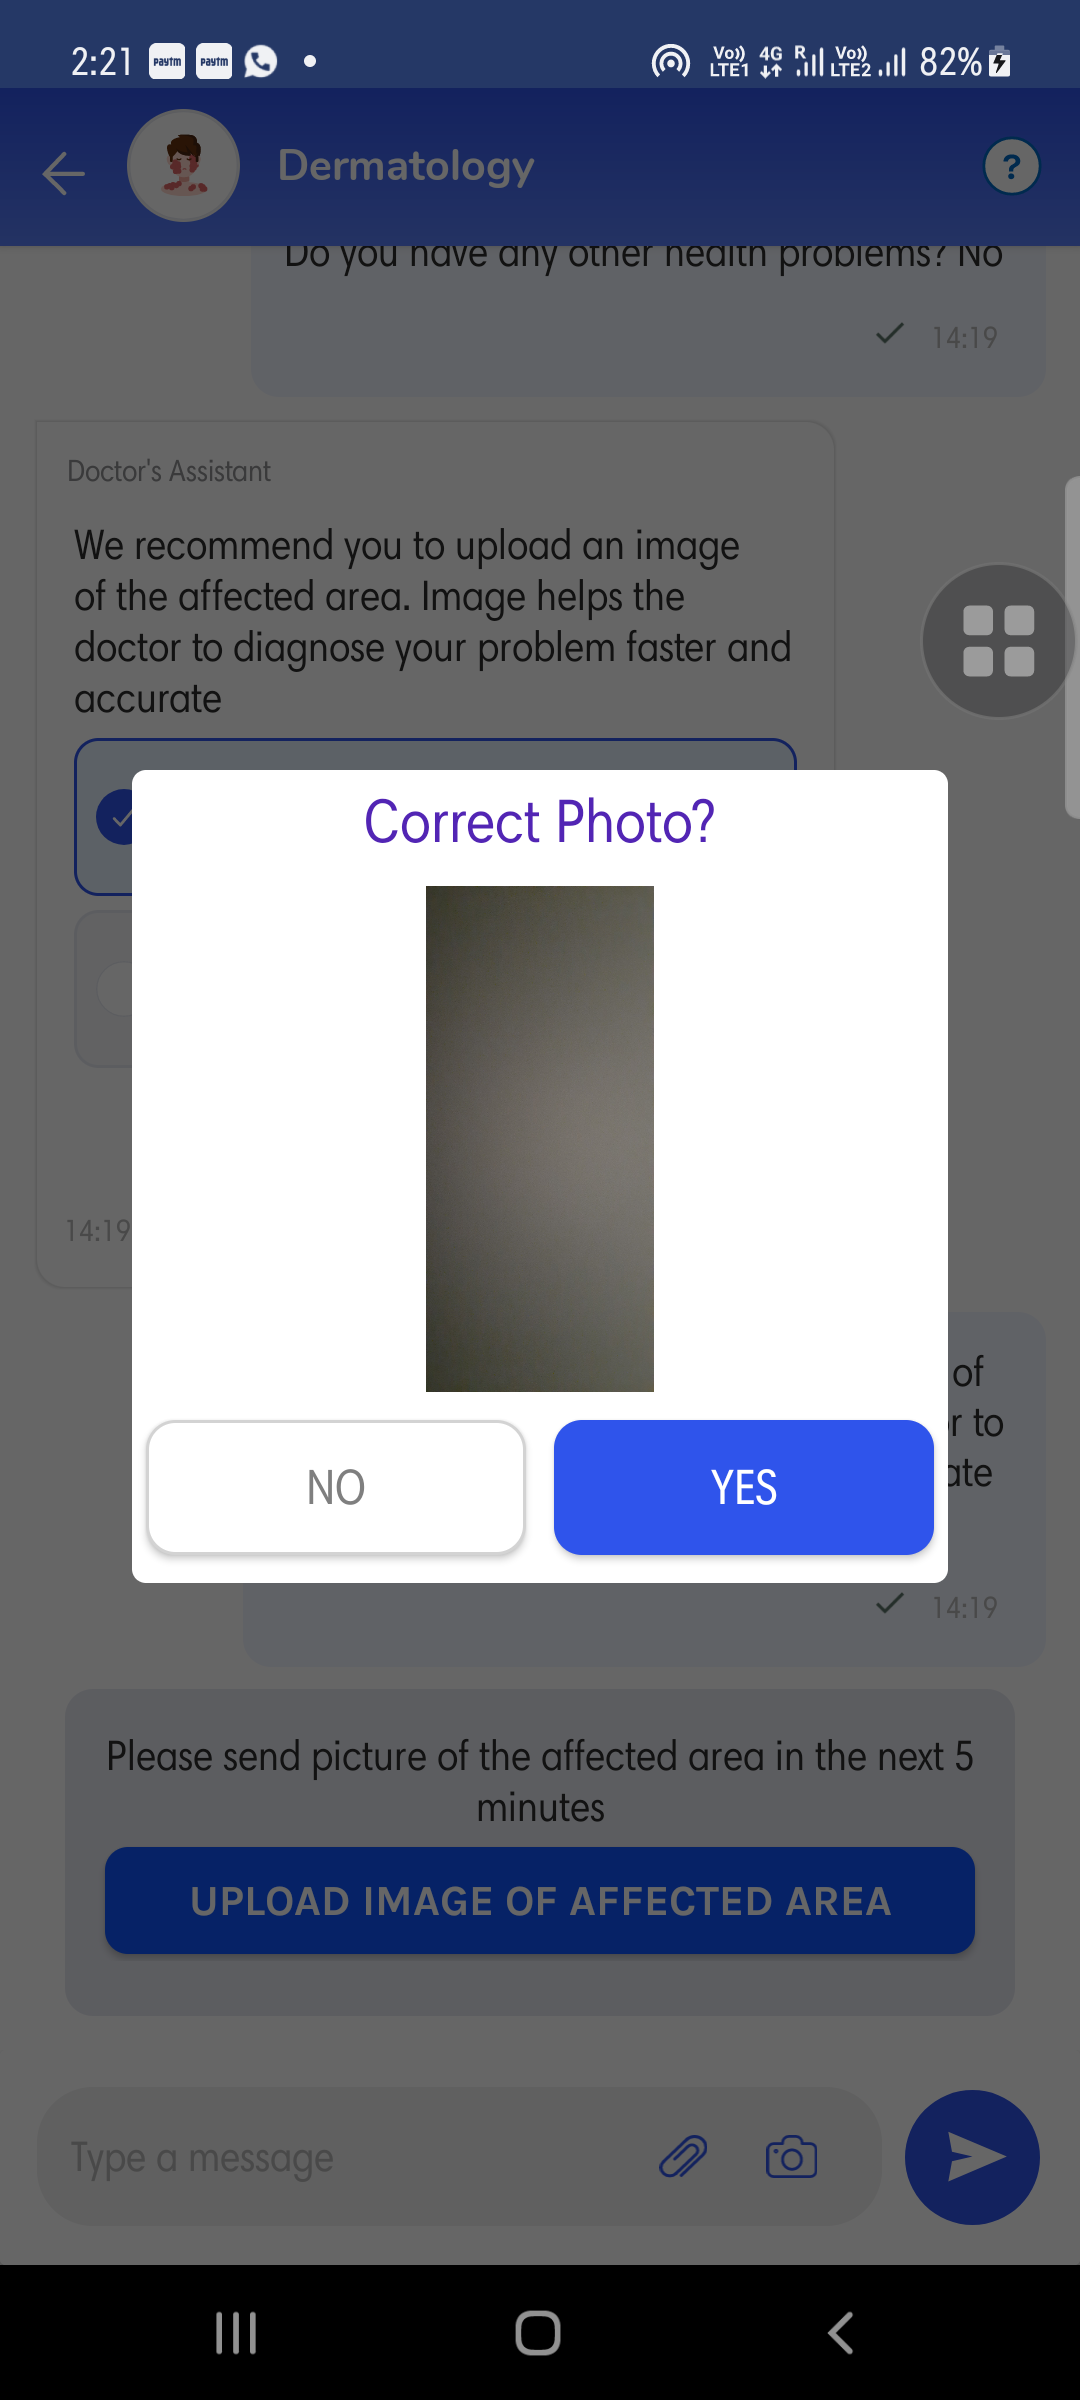 2:21 paytm paytm Vo)) LTE1 4G R Vo)) LTE2 82%
Dermatology ?
Do you have any other health problems? No
14:19
Doctor's Assistant
We recommend you to upload an image
of the affected area. Image helps the
doctor to diagnose your problem faster and
accurate
Correct Photo?
14:19
of
to
NO YES
14:19
Please send picture of the affected area in the next 5
minutes
UPLOAD IMAGE OF AFFECTED AREA
Type a message